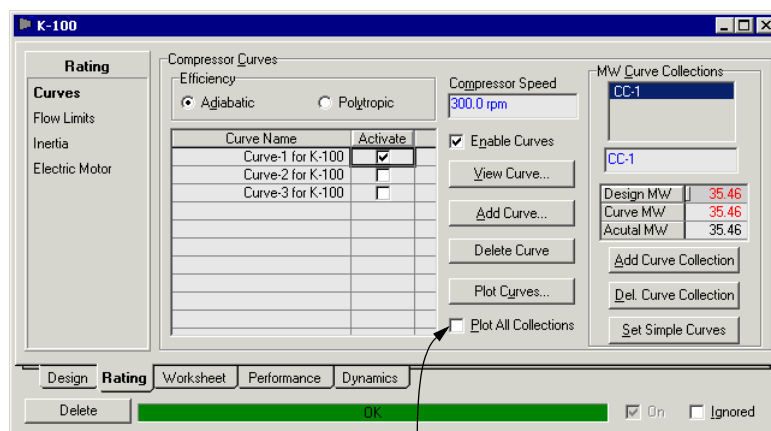 K-100
Rating
Curves
Flow Limits
Inertia
Electric Motor
Compressor Curves
Efficiency
Adiabatic
Polytropic
Curve Name Activate
Curve-1 for K-100
Curve-2 for K-100
Curve-3 for K-100
Compressor Speed
300.0 rpm
Enable Curves
View Curve...
Add Curve...
Delete Curve
Plot Curves...
Plot All Collections
MW Curve Collections
CC-1
CC-1
Design MW 35.46
Curve MW 35.46
Acutal MW 35.46
Add Curve Collection
Del. Curve Collection
Set Simple Curves
Design Rating Worksheet Performance Dynamics
Delete
OK
On
Ignored